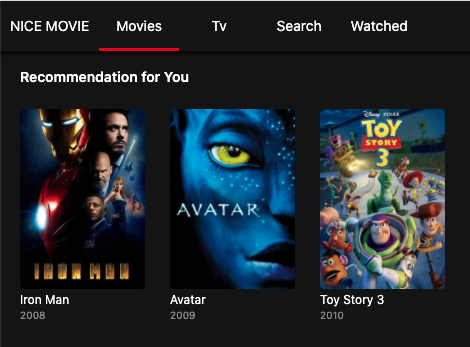 NICE MOVIE Movies Tv Search Watched
Recommendation for You
IRON MAN
AVATAR
Disney PIXAR
TOY
STORY
3
Iron Man Avatar Toy Story 3
2008 2009 2010